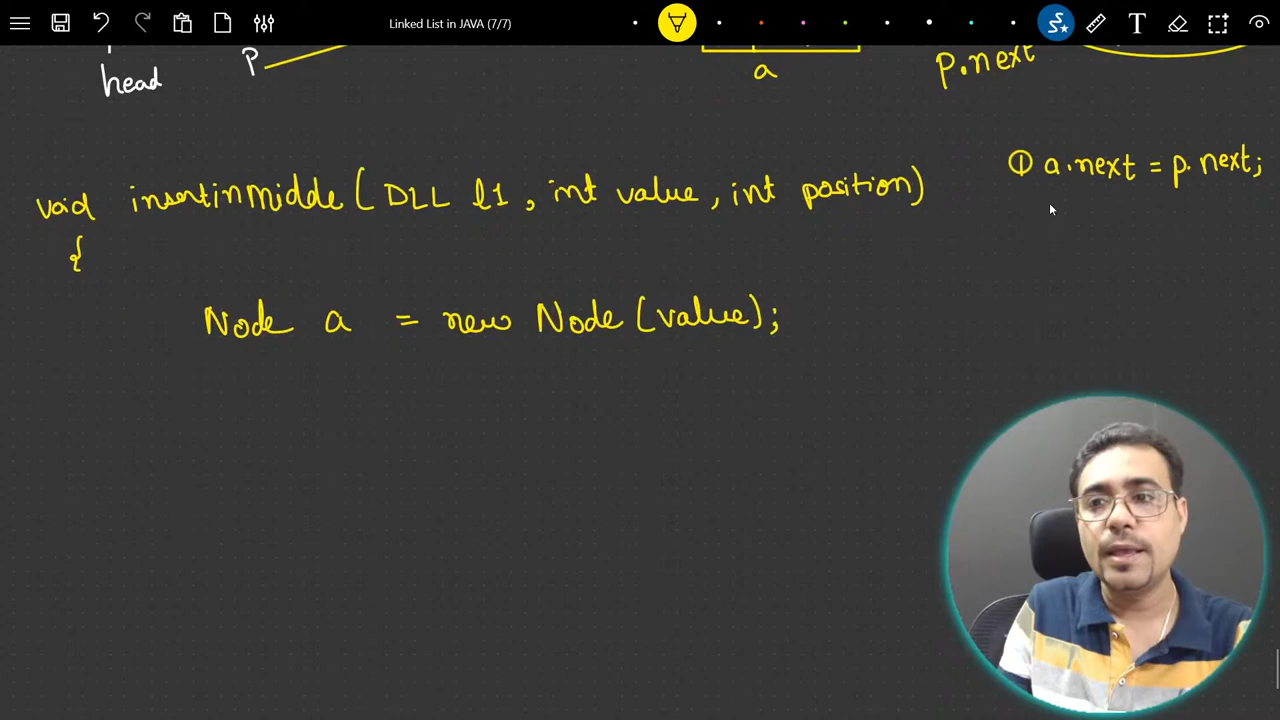 Linked List in JAVA (7/7)
T
head
p
a
p.next
① a.next = p.next;
void insertinMidde ( DLL l1 , int value , int position)
{
Node a = new Node (value);